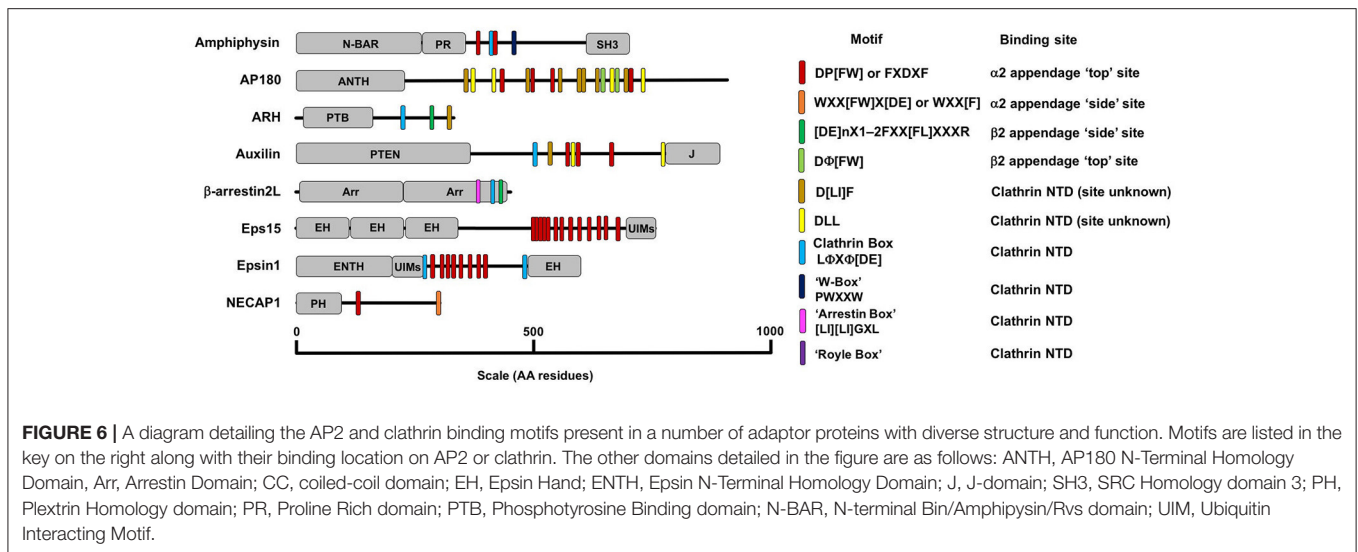 Amphiphysin
N-BAR
PR
SH3
AP180
ANTH
ARH
PTB
Auxilin
PTEN
J
β-arrestin2L
Arr
Arr
Eps15
EH
EH
EH
UIMs
Epsin1
ENTH
UIMs
EH
NECAP1
PH
0
500
1000
Scale (AA residues)
Motif Binding site
DP[FW] or FXDXF α2 appendage ‘top’ site
WXX[FW]X[DE] or WXX[F] α2 appendage ‘side’ site
[DE]nX1–2FXX[FL]XXXR β2 appendage ‘side’ site
DΦ[FW] β2 appendage ‘top’ site
D[LI]F Clathrin NTD (site unknown)
DLL Clathrin NTD (site unknown)
Clathrin Box
LΦXΦ[DE] Clathrin NTD
‘W-Box’
PWXXW Clathrin NTD
‘Arrestin Box’
[LI][LI]GXL Clathrin NTD
‘Royle Box’ Clathrin NTD
FIGURE 6 | A diagram detailing the AP2 and clathrin binding motifs present in a number of adaptor proteins with diverse structure and function. Motifs are listed in the
key on the right along with their binding location on AP2 or clathrin. The other domains detailed in the figure are as follows: ANTH, AP180 N-Terminal Homology
Domain, Arr, Arrestin Domain; CC, coiled-coil domain; EH, Epsin Hand; ENTH, Epsin N-Terminal Homology Domain; J, J-domain; SH3, SRC Homology domain 3; PH,
Plextrin Homology domain; PR, Proline Rich domain; PTB, Phosphotyrosine Binding domain; N-BAR, N-terminal Bin/Amphipysin/Rvs domain; UIM, Ubiquitin
Interacting Motif.